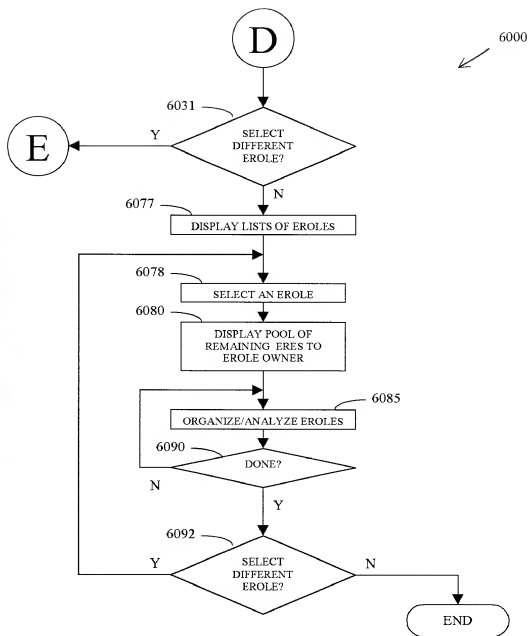 D
6000
6031
SELECT
DIFFERENT
EROLE?
Y
E
N
6077
DISPLAY LISTS OF EROLES
6078
SELECT AN EROLE
6080
DISPLAY POOL OF
REMAINING ERES TO
EROLE OWNER
6085
ORGANIZE/ANALYZE EROLES
6090
DONE?
N
Y
6092
SELECT
DIFFERENT
EROLE?
Y
N
END